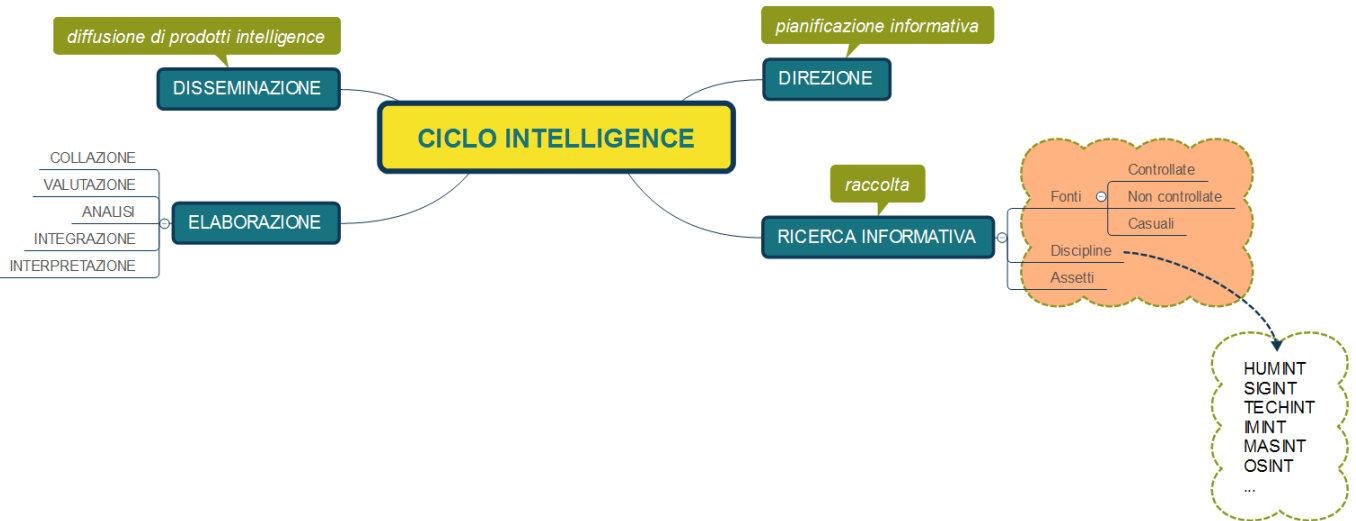 diffusione di prodotti intelligence
DISSEMINAZIONE
CICLO INTELLIGENCE
pianificazione informativa
DIREZIONE
COLLAZIONE
VALUTAZIONE
ANALISI
INTEGRAZIONE
INTERPRETAZIONE
ELABORAZIONE
raccolta
RICERCA INFORMATIVA
Fonti
Controllate
Non controllate
Casuali
Discipline
Assetti
HUMINT
SIGINT
TECHINT
IMINT
MASINT
OSINT
...